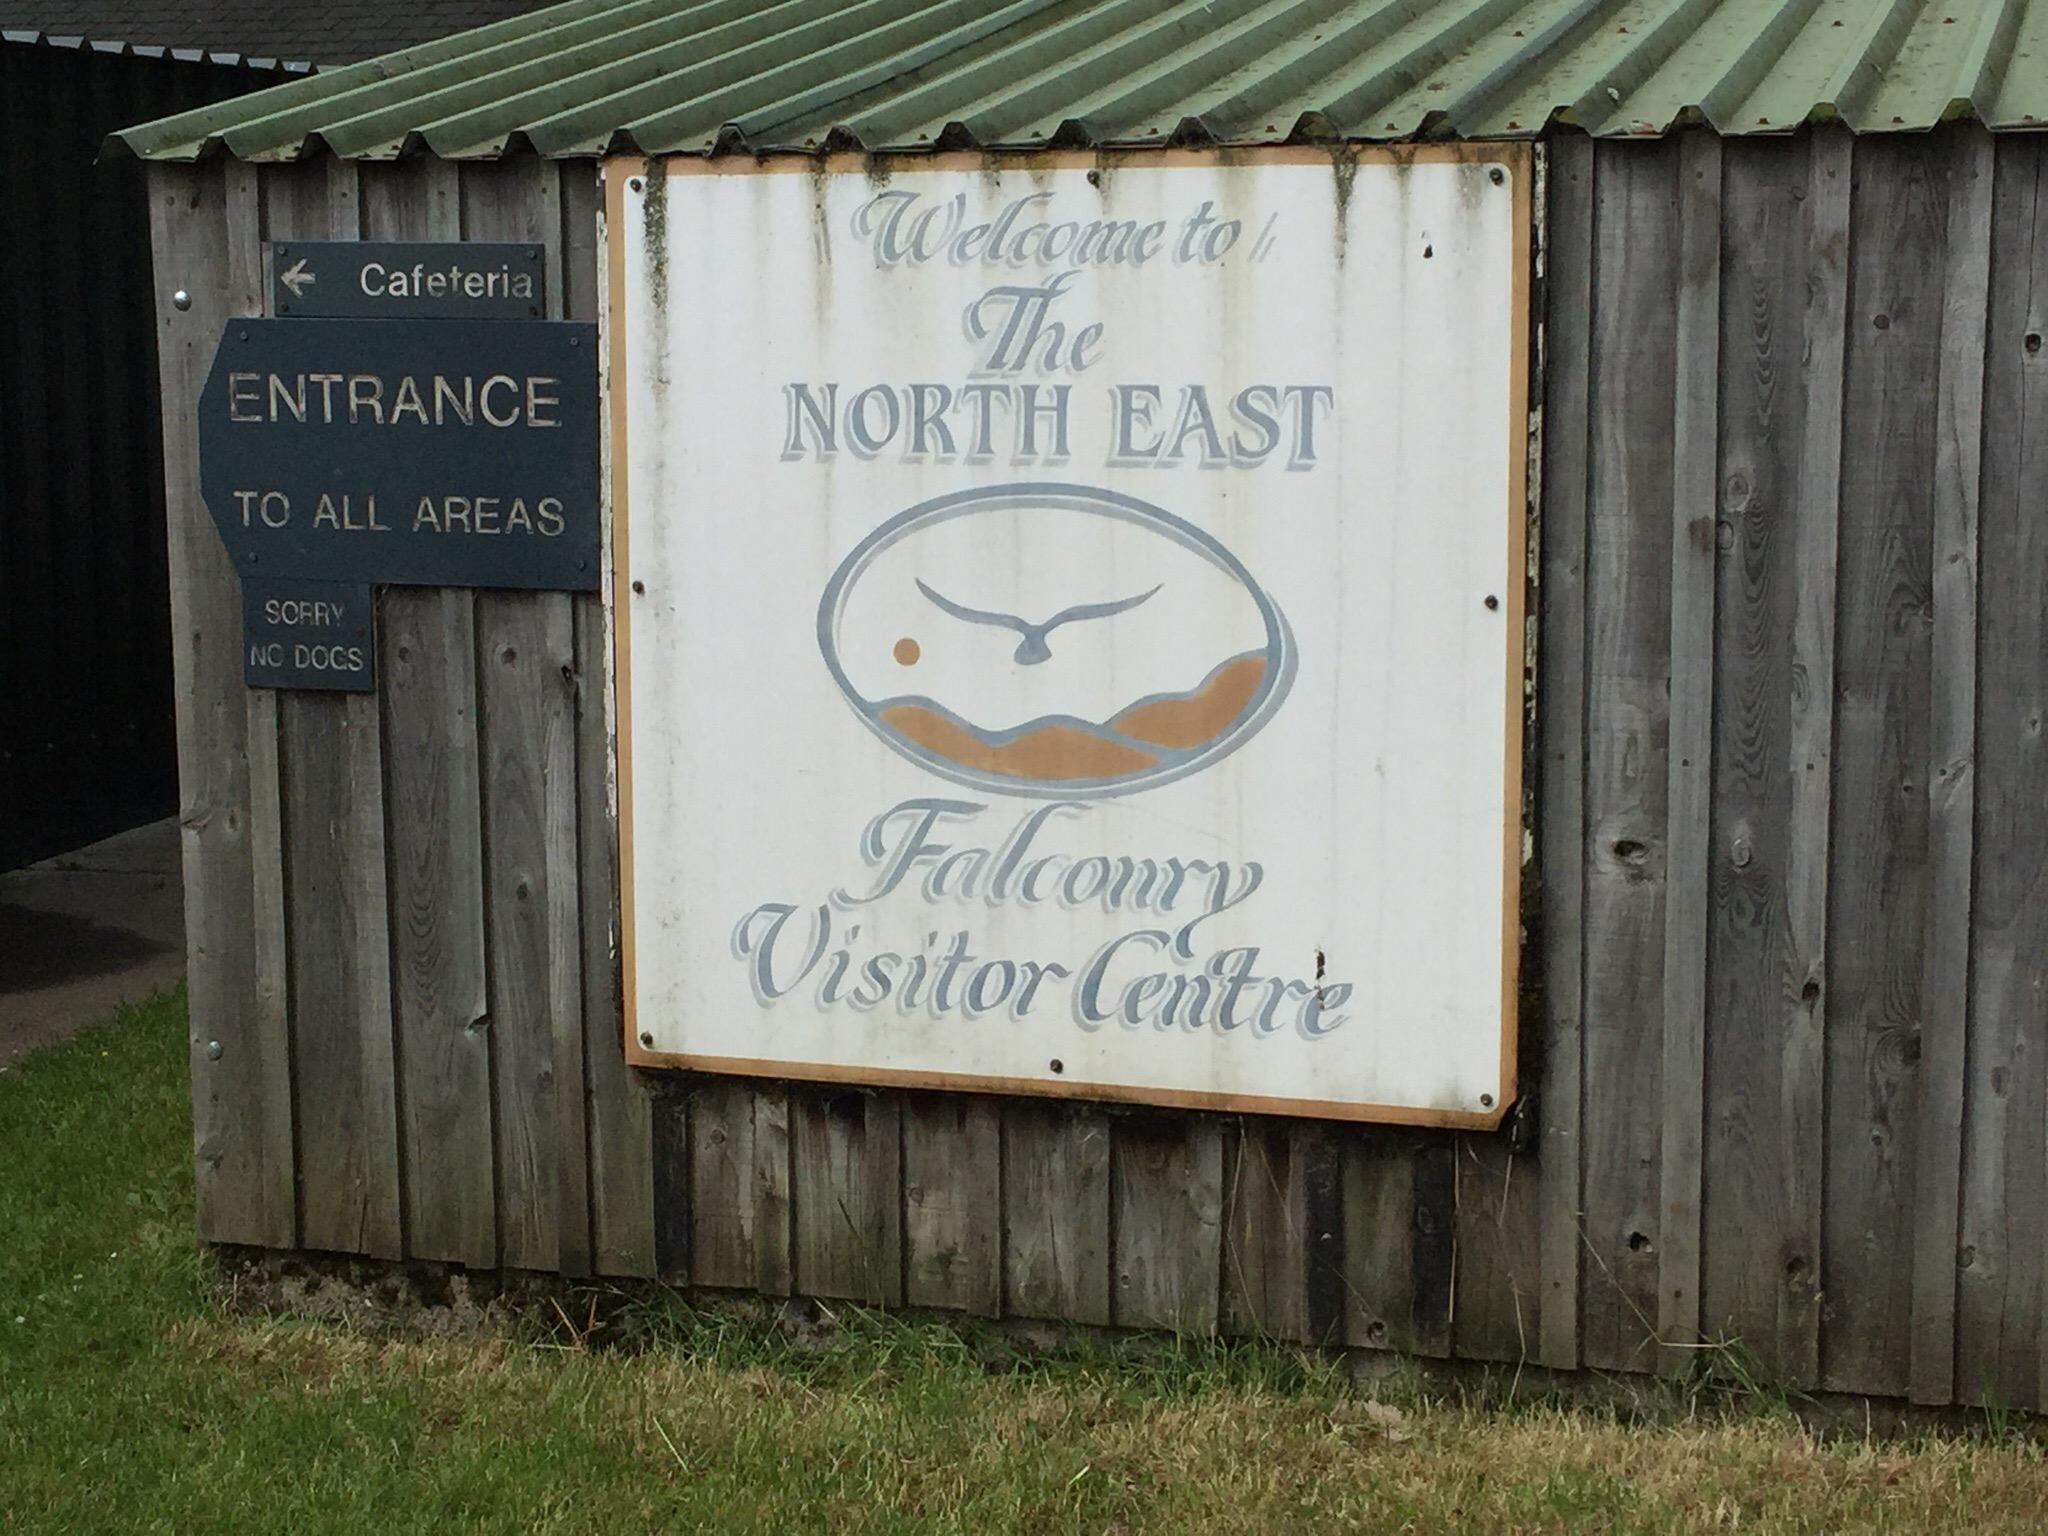 Cafeteria
ENTRANCE
TO ALL AREAS
SORRY
NO DOGS
Welcome to
The
NORTH EAST
Falconry
Visitor Centre